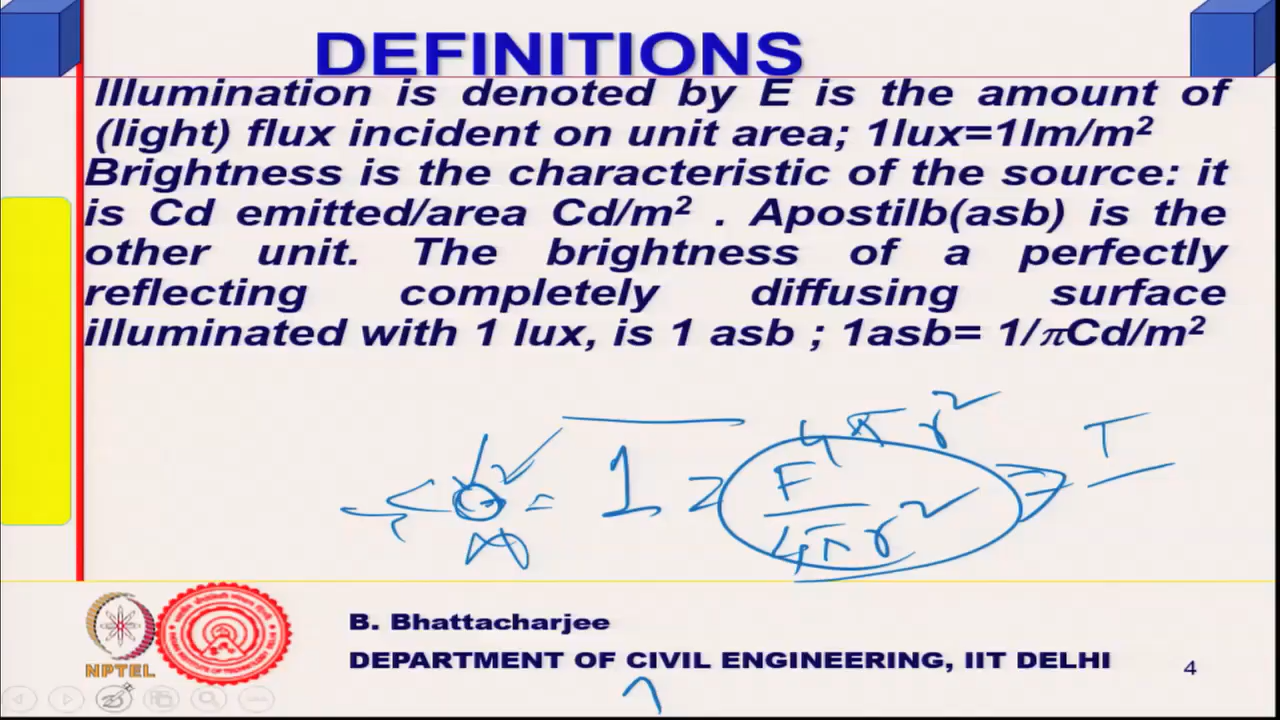 DEFINITIONS
Illumination is denoted by E is the amount of
(light) flux incident on unit area; 1lux=1lm/m²
Brightness is the characteristic of the source: it
is Cd emitted/area Cd/m² . Apostilb(asb) is the
other unit. The brightness of a perfectly
reflecting completely diffusing surface
illuminated with 1 lux, is 1 asb ; 1asb= 1/πCd/m²
4πr²
F
4πr²
B. Bhattacharjee
NPTEL
DEPARTMENT OF CIVIL ENGINEERING, IIT DELHI
4